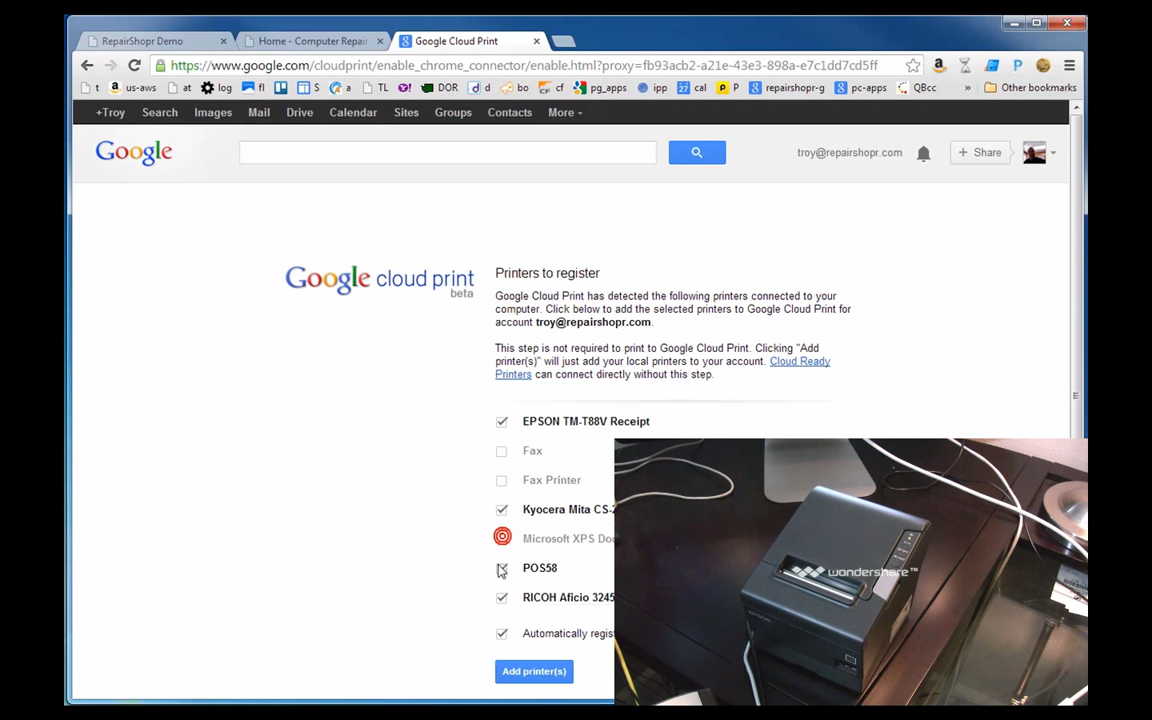 RepairShopr Demo
Home - Computer Repair
Google Cloud Print
https://www.google.com/cloudprint/enable_chrome_connector/enable.html?proxy=fb93acb2-a21e-43e3-898a-e7c1dd7cd5ff
t us-aws at log fl S a TL DOR d bo cf pg_apps ipp cal P repairshopr-g pc-apps QBcc » Other bookmarks
+Troy Search Images Mail Drive Calendar Sites Groups Contacts More
Google troy@repairshopr.com + Share
Google cloud print
beta
Printers to register
Google Cloud Print has detected the following printers connected to your
computer. Click below to add the selected printers to Google Cloud Print for
account troy@repairshopr.com.
This step is not required to print to Google Cloud Print. Clicking "Add
printer(s)" will just add your local printers to your account. Cloud Ready
Printers can connect directly without this step.
EPSON TM-T88V Receipt
Fax
Fax Printer
Kyocera Mita CS-2
Microsoft XPS Doc
POS58
RICOH Aficio 3245
Automatically regis
Add printer(s)
wondershare™
EPSON